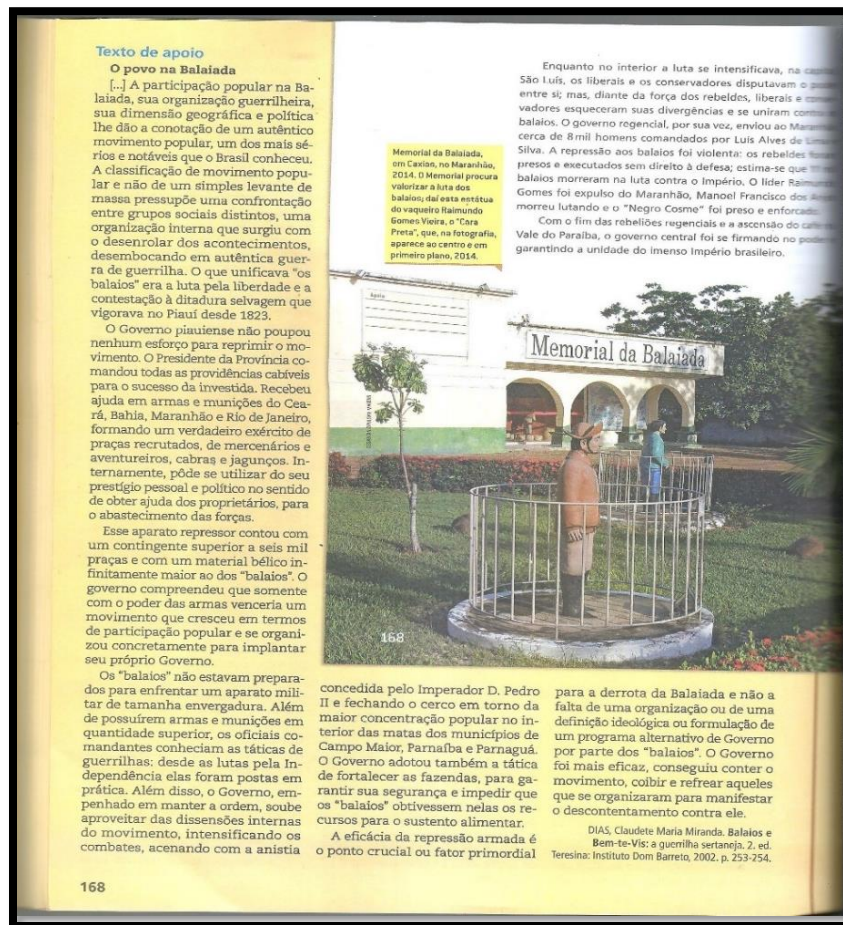 Texto de apoio
O povo na Balaiada
[...] A participação popular na Ba-
laiada, sua organização guerrilheira,
sua dimensão geográfica e política
lhe dão a conotação de um autêntico
movimento popular, um dos mais sé-
rios e notáveis que o Brasil conheceu.
A classificação de movimento popu-
lar e não de um simples levante de
massa pressupõe uma confrontação
entre grupos sociais distintos, uma
organização interna que surgiu com
o desenrolar dos acontecimentos,
desembocando em autêntica guer-
ra de guerrilha. O que unificava "os
balaios" era a luta pela liberdade e a
contestação à ditadura selvagem que
vigorava no Piauí desde 1823.
O Governo piauiense não poupou
nenhum esforço para reprimir o mo-
vimento. O Presidente da Província co-
mandou todas as providências cabíveis
para o sucesso da investida. Recebeu
ajuda em armas e munições do Cea-
rá, Bahia, Maranhão e Rio de Janeiro,
formando um verdadeiro exército de
praças recrutados, de mercenários e
aventureiros, cabras e jagunços. In-
ternamente, pôde se utilizar do seu
prestígio pessoal e político no sentido
de obter ajuda dos proprietários, para
o abastecimento das forças.
Esse aparato repressor contou com
um contingente superior a seis mil
praças e com um material bélico in-
finitamente maior ao dos "balaios". O
governo compreendeu que somente
com o poder das armas venceria um
movimento que cresceu em termos
de participação popular e se organi-
zou concretamente para implantar
seu próprio Governo.
Os "balaios" não estavam prepara-
dos para enfrentar um aparato mili-
tar de tamanha envergadura. Além
de possuírem armas e munições em
quantidade superior, os oficiais co-
mandantes conheciam as táticas de
guerrilhas: desde as lutas pela In-
dependência elas foram postas em
prática. Além disso, o Governo, em-
penhado em manter a ordem, soube
aproveitar das dissensões internas
do movimento, intensificando os
combates, acenando com a anistia
concedida pelo Imperador D. Pedro
II e fechando o cerco em torno da
maior concentração popular no in-
terior das matas dos municípios de
Campo Maior, Parnaíba e Parnaguá.
O Governo adotou também a tática
de fortalecer as fazendas, para ga-
rantir sua segurança e impedir que
os "balaios" obtivessem nelas os re-
cursos para o sustento alimentar.
A eficácia da repressão armada é
o ponto crucial ou fator primordial
para a derrota da Balaiada e não a
falta de uma organização ou de uma
definição ideológica ou formulação de
um programa alternativo de Governo
por parte dos "balaios". O Governo
foi mais eficaz, conseguiu conter o
movimento, coibir e refrear aqueles
que se organizaram para manifestar
o descontentamento contra ele.
DIAS, Claudete Maria Miranda. Balaios e
Bem-te-Vis: a guerrilha sertaneja. 2. ed.
Teresina: Instituto Dom Barreto, 2002. p. 253-254.
Enquanto no interior a luta se intensificava, na
São Luís, os liberais e os conservadores disputavam o
entre si; mas, diante da força dos rebeldes, liberais e
vadores esqueceram suas divergências e se uniram
balaios. O governo regencial, por sua vez, enviou ao
cerca de 8 mil homens comandados por Luís Alves de
Silva. A repressão aos balaios foi violenta: os rebeldes
presos e executados sem direito à defesa; estima-se que
balaios morreram na luta contra o Império. O líder
Gomes foi expulso do Maranhão, Manoel Francisco dos
morreu lutando e o "Negro Cosme" foi preso e enforcado.
Com o fim das rebeliões regenciais e a ascensão do
Vale do Paraíba, o governo central foi se firmando no
garantindo a unidade do imenso Império brasileiro.
Memorial da Balaiada,
em Caxias, no Maranhão,
2014. O Memorial procura
valorizar a luta dos
balaios; daí esta estátua
do vaqueiro Raimundo
Gomes Vieira, o "Cara
Preta", que, na fotografia,
aparece ao centro e em
primeiro plano, 2014.
Apoio
Memorial da Balaiada
168
168